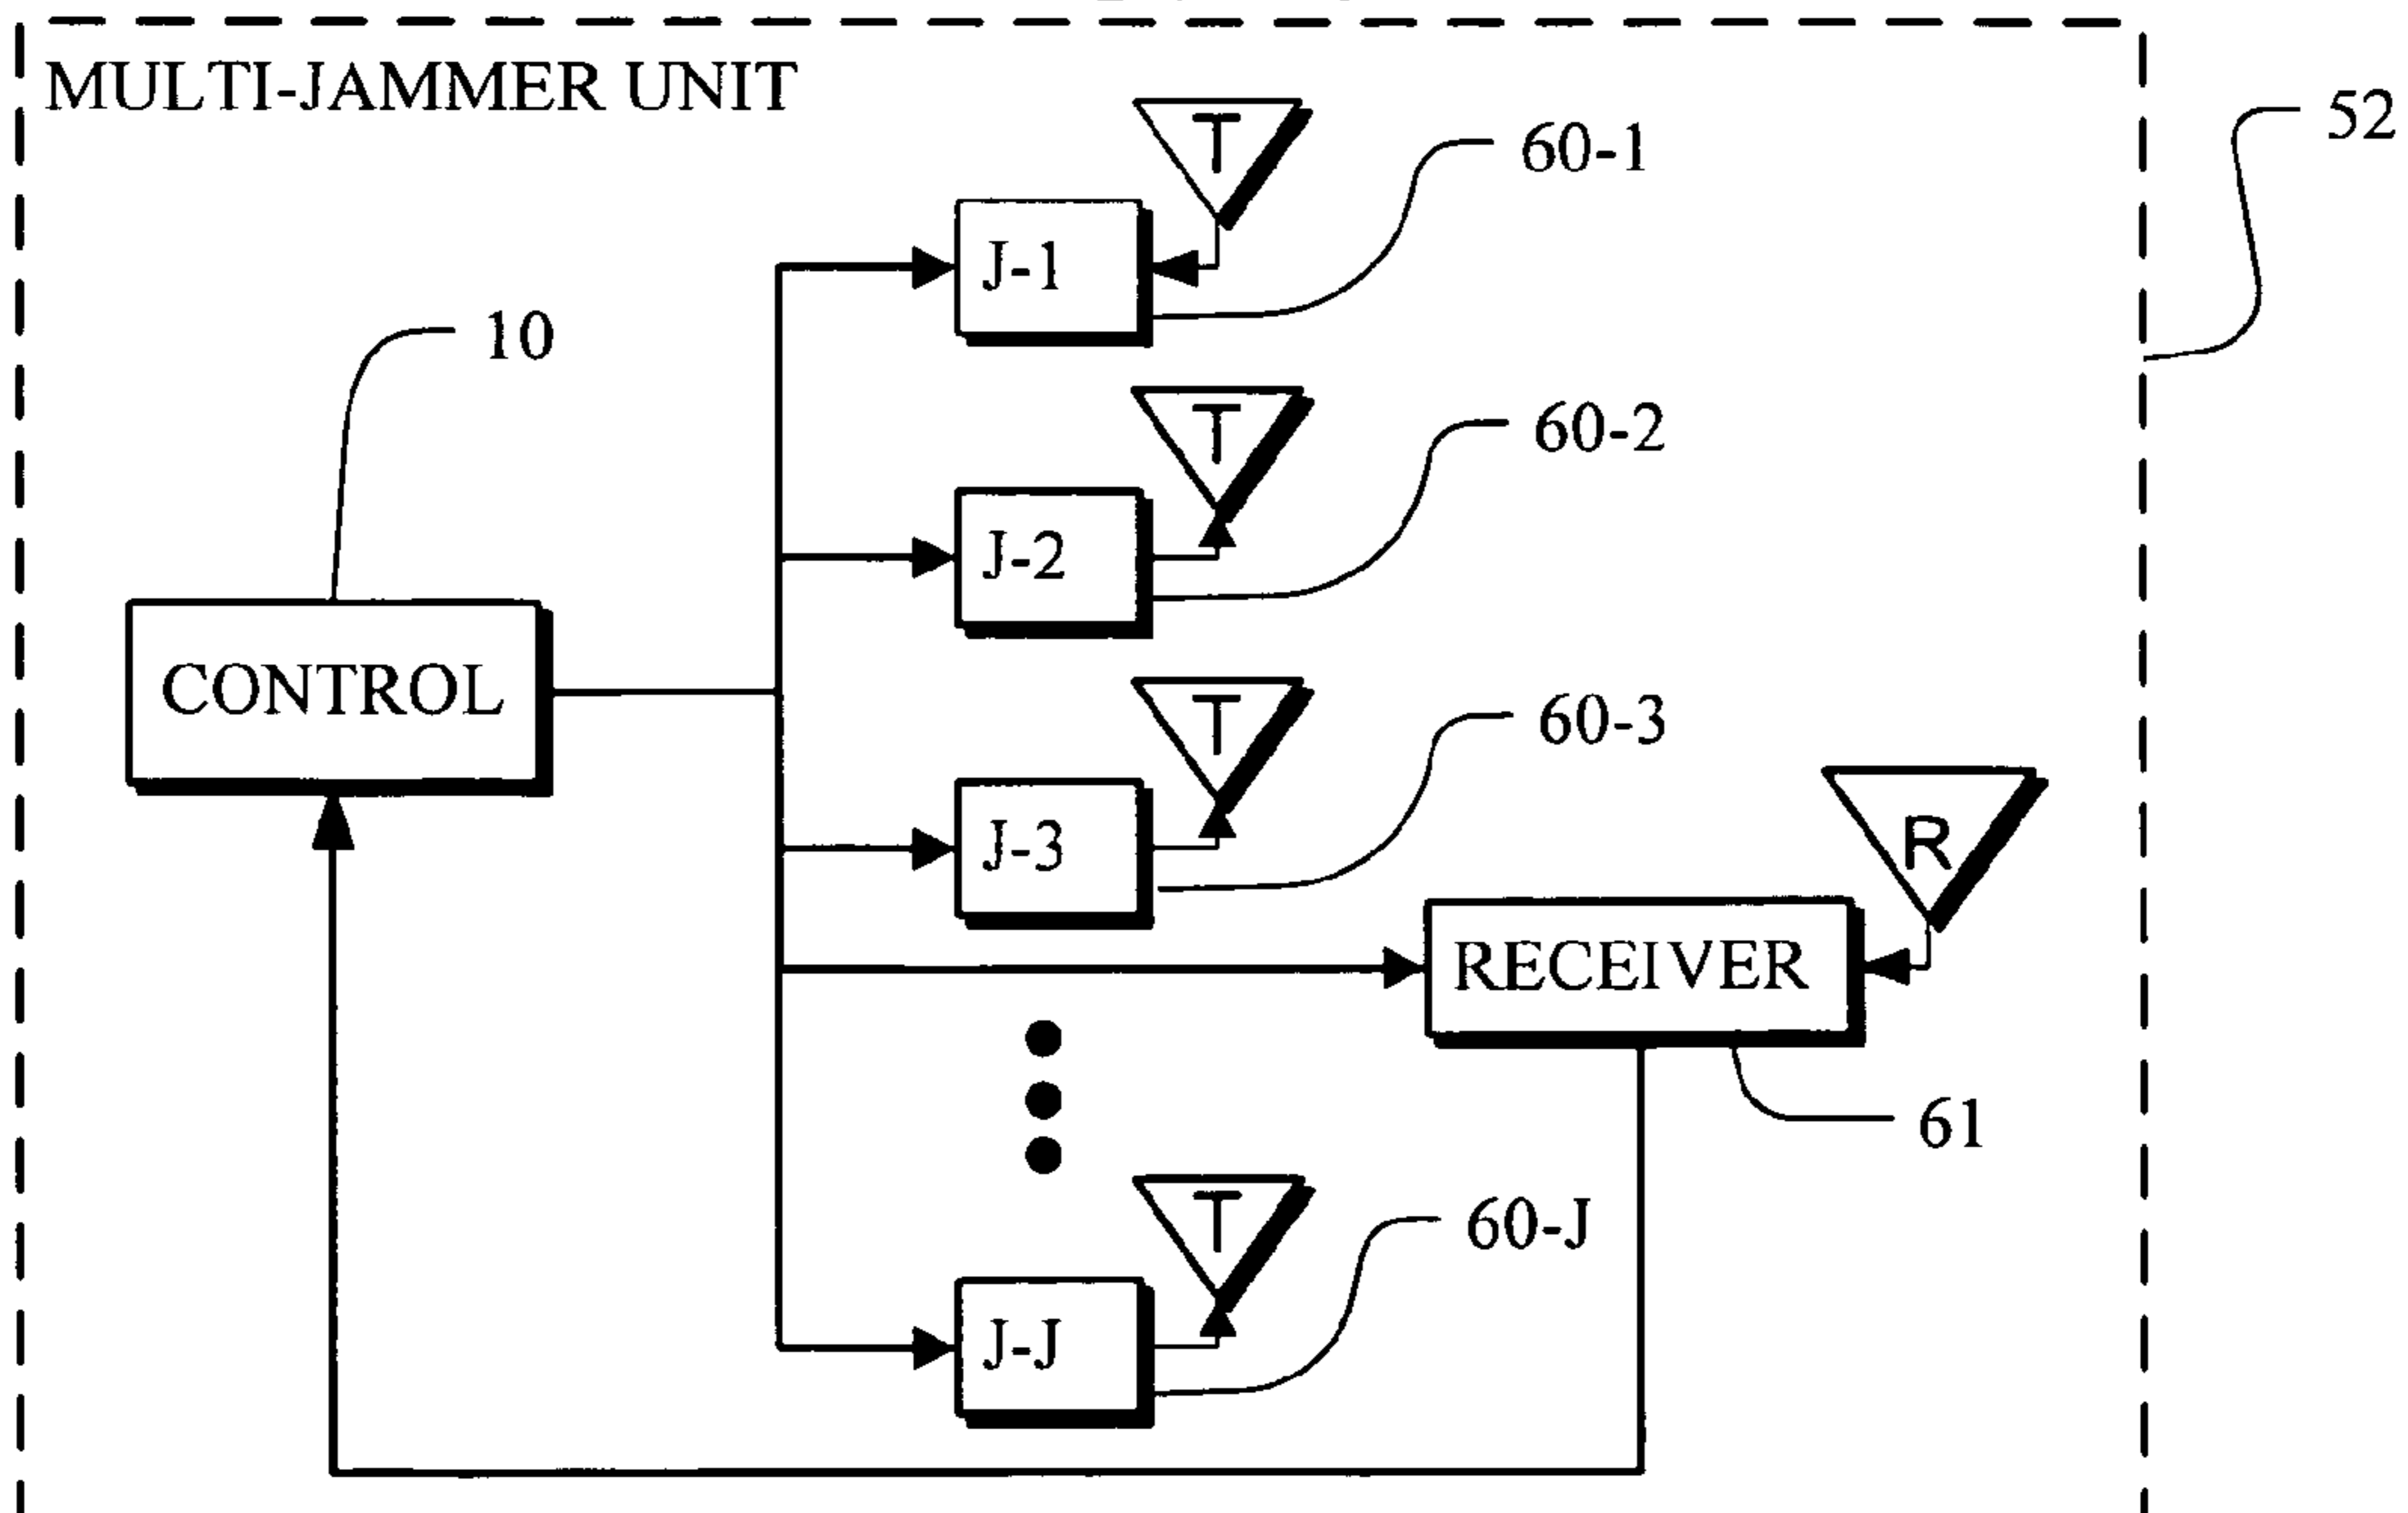 MULTI-JAMMER UNIT
52
T
60-1
J-1
10
T
60-2
J-2
CONTROL
T
60-3
J-3
R
RECEIVER
61
T
60-J
J-J